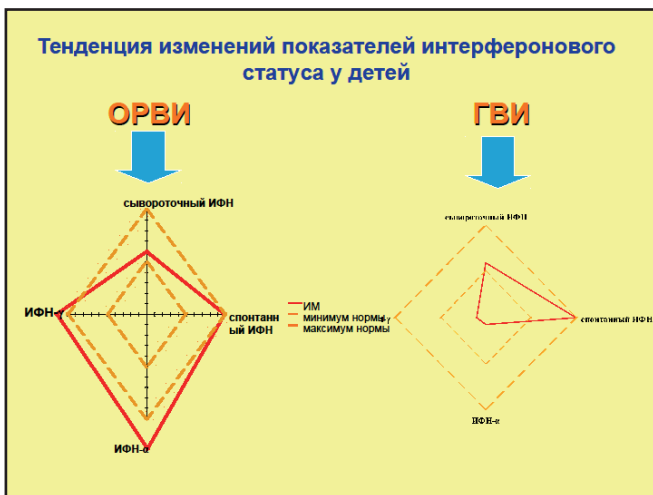 Тенденция изменений показателей интерферонового
статуса у детей
ОРВИ
ГВИ
сывороточный ИФН
ИФН-γ
спонтанн
ый ИФН
ИФН-α
ИМ
минимум нормы
максимум нормы
сывороточный ИФН
γ
спонтанный ИФН
ИФН-α